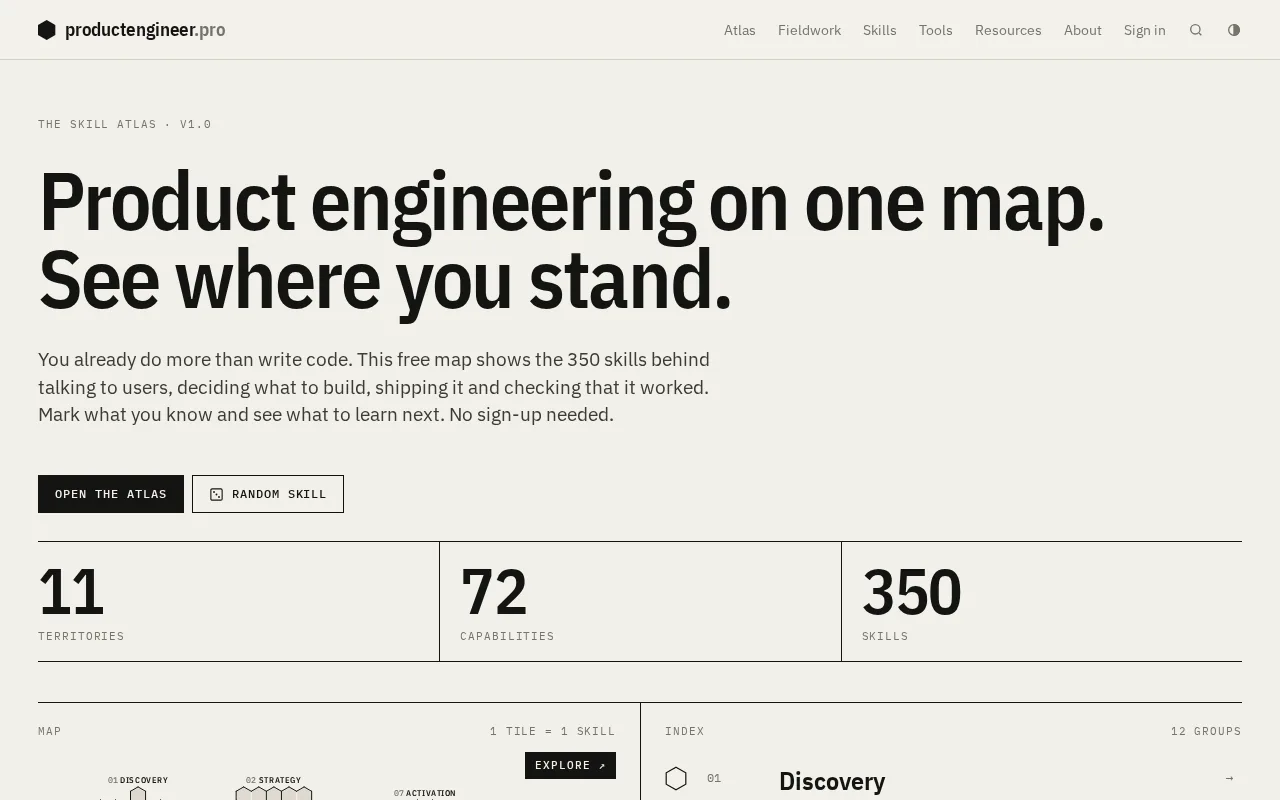 productengineer.pro
Atlas Fieldwork Skills Tools Resources About Sign in
THE SKILL ATLAS · V1.0
Product engineering on one map.
See where you stand.
You already do more than write code. This free map shows the 350 skills behind
talking to users, deciding what to build, shipping it and checking that it worked.
Mark what you know and see what to learn next. No sign-up needed.
OPEN THE ATLAS
RANDOM SKILL
11
TERRITORIES
72
CAPABILITIES
350
SKILLS
MAP
1 TILE = 1 SKILL
EXPLORE ↗
01 DISCOVERY
02 STRATEGY
07 ACTIVATION
INDEX
12 GROUPS
01 Discovery →